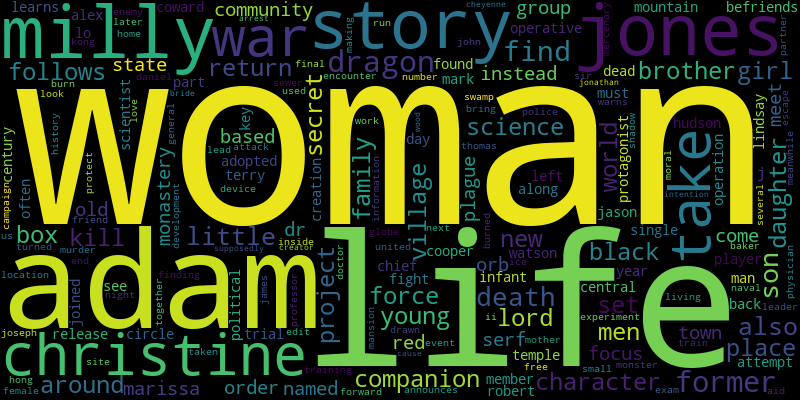 learns
alex
coward
community
group
mountain
befriends
milly
war
story
jones
later
home
enemy
arrest
run
cheyenne
operative
making
partner
lo
kong
follows
state
return
dragon
find
instead
brother
girl
burn
look
daniel
part
final
encounter
number
found
mark
sir
dead
jonathan
must
warns
meet
escape
woman
scientist
love
key
secret
work
day
police
science
swamp
bring
world
protagonist
hudson
shadow
take
lindsay
operation
daughter
meanwhile
century
history
protect
based
lead
attack
adopted
terry
device
general
creation
family
information
village
lead
thomas
plague
along
wood
left
involved
jason
moral
single
several
j
campaign
often
monastery
development
us
old
friend
box
kill
little
dr
inside
creator
supposedly
new
watson
black
year
son
come
baker
player
man
physician
adam
life
turned
murder
end
location
see
night
joined
together
finding
political
james
professor
project
doctor
globe
united
chief
fight
force
cooper
next
orb
ice
infant
death
ii
lord
central
set
naval
back
leader
living
intention
christine
joseph
release
circle
trial
edit
mansion
drawn
cause
young
red
event
serf
mother
men
town
also
place
experiment
train
focus
attempt
site
taken
training
companion
temple
free
member
small
monster
character
former
hong
female
around
marissa
order
named
forward
announces
robert
exam
aid